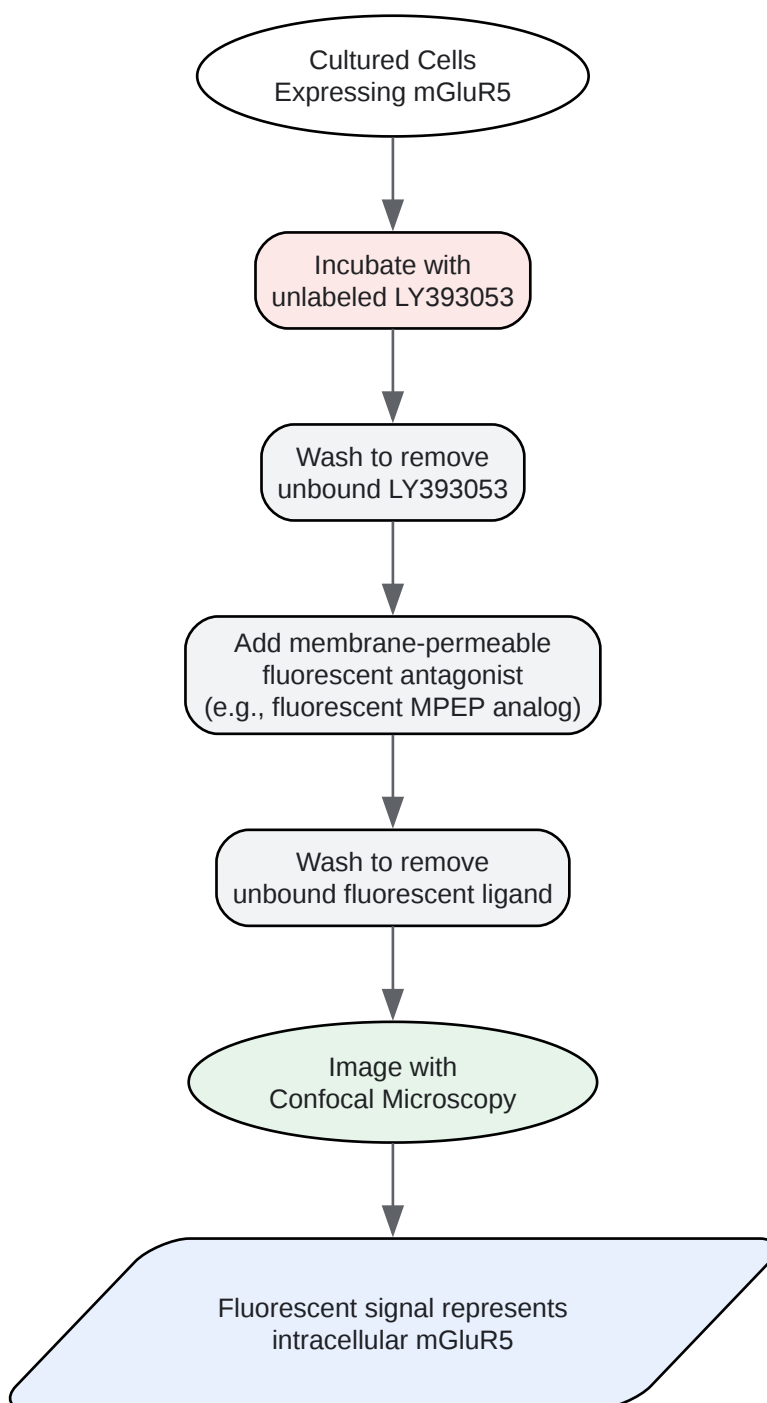 Cultured Cells
Expressing mGluR5
Incubate with
unlabeled LY393053
Wash to remove
unbound LY393053
Add membrane-permeable
fluorescent antagonist
(e.g., fluorescent MPEP analog)
Wash to remove
unbound fluorescent ligand
Image with
Confocal Microscopy
Fluorescent signal represents
intracellular mGluR5